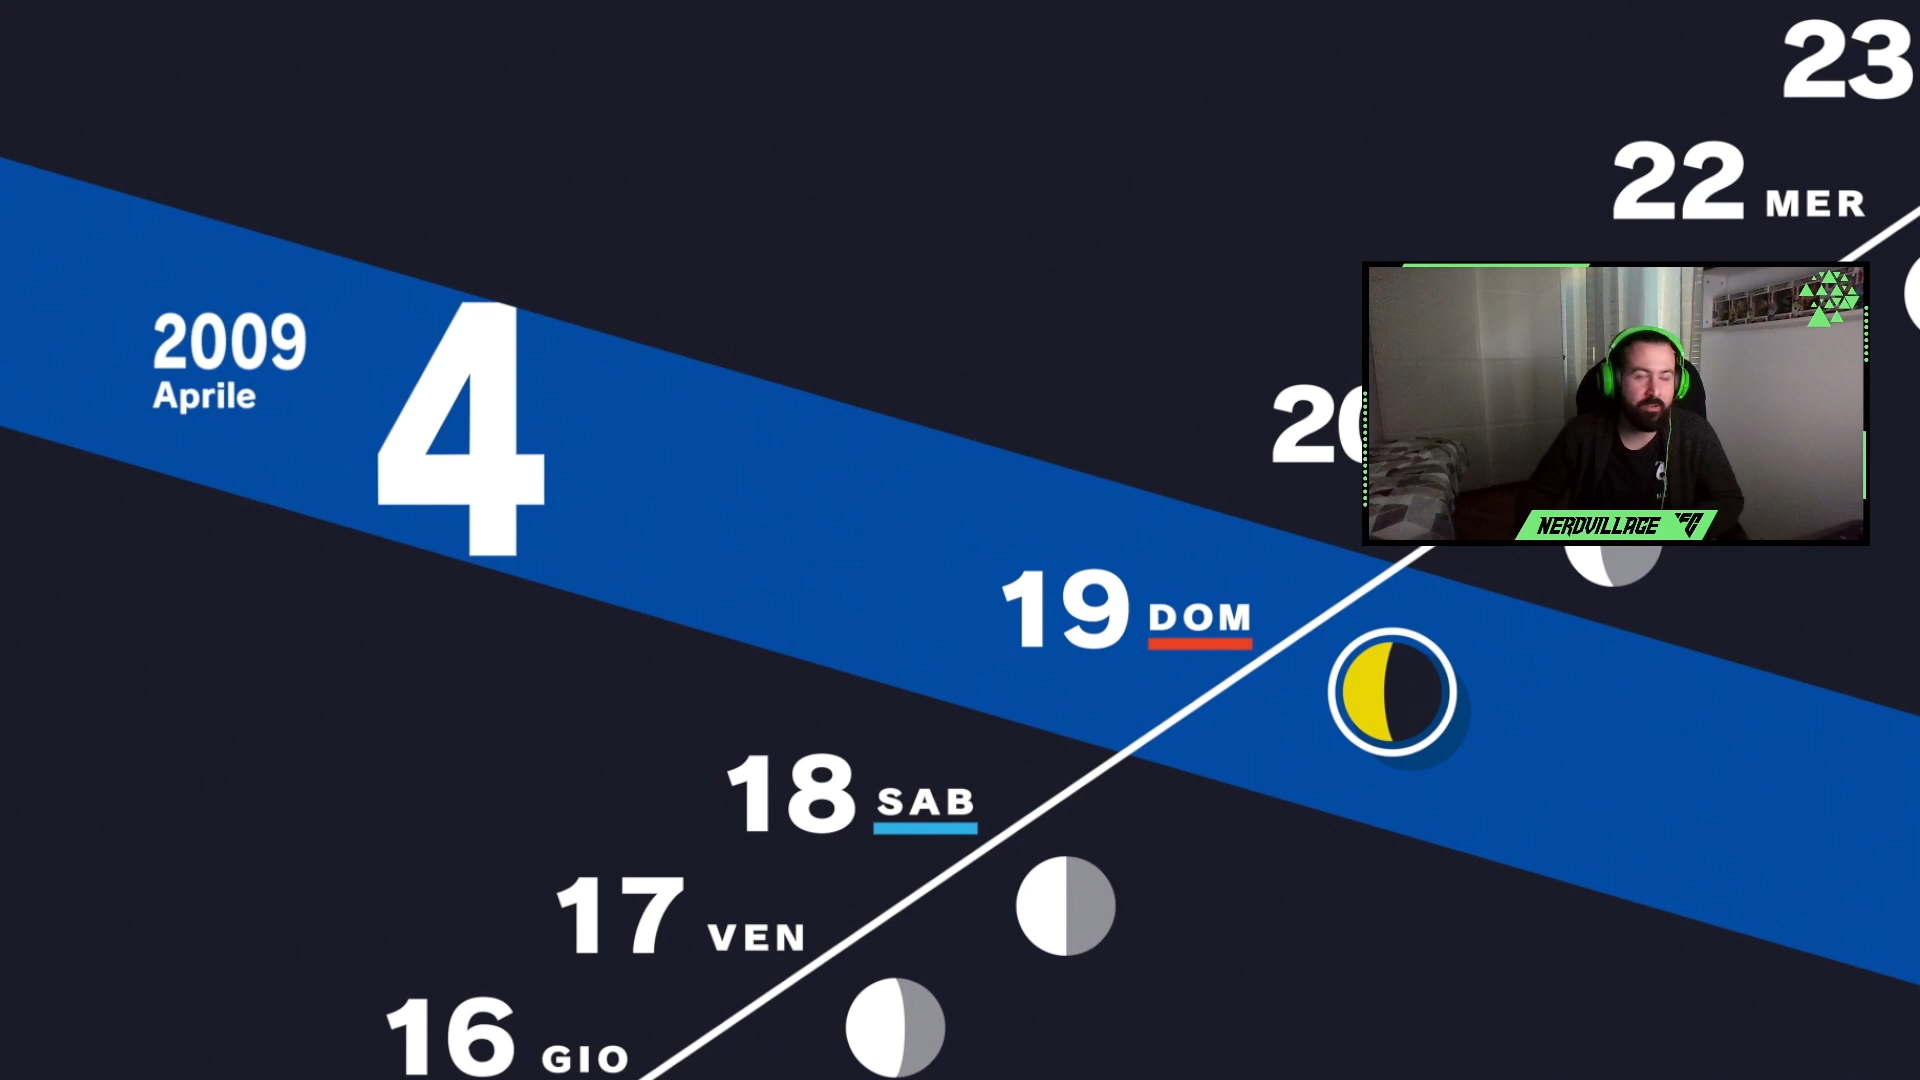 23
22 MER
2009
Aprile
4
20
19 DOM
18 SAB
17 VEN
16 GIO
NERDVILLAGE